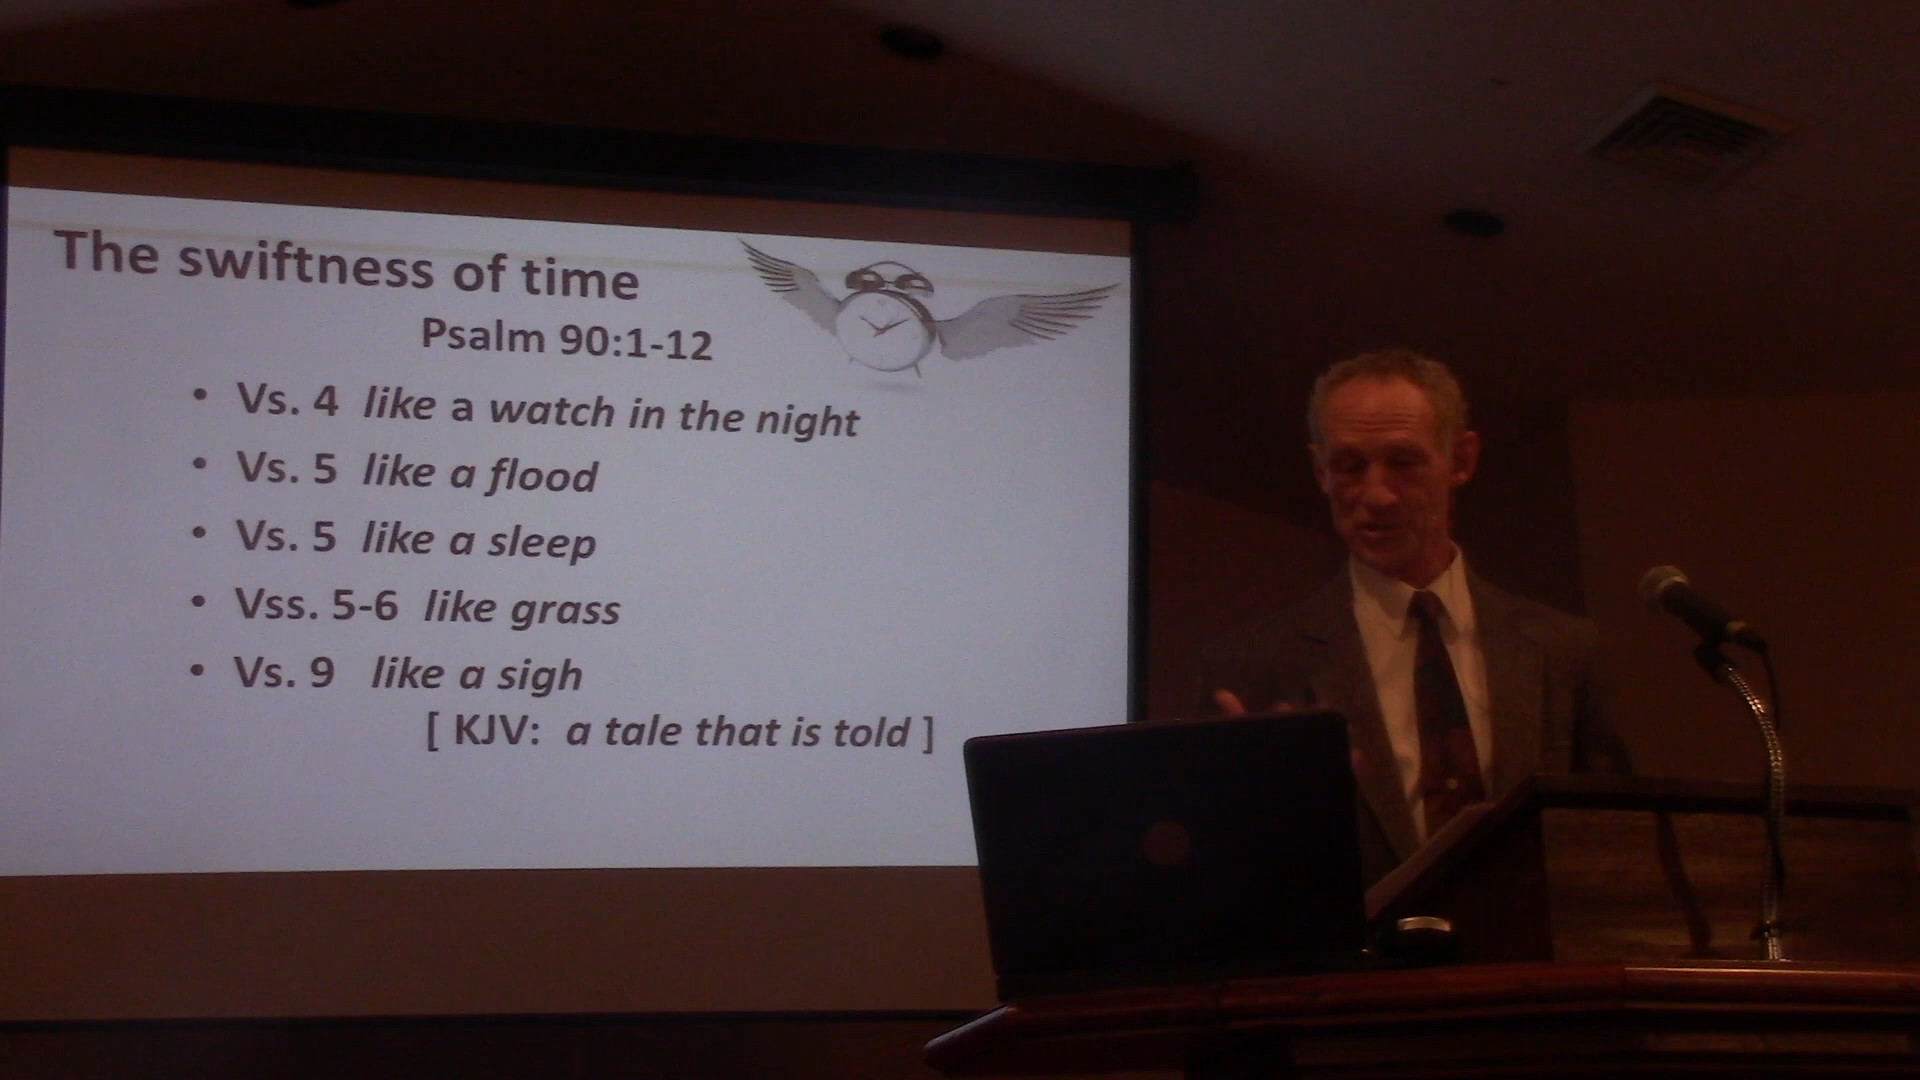 The swiftness of time
Psalm 90:1-12
• Vs. 4 like a watch in the night
• Vs. 5 like a flood
• Vs. 5 like a sleep
• Vss. 5-6 like grass
• Vs. 9 like a sigh
[ KJV: a tale that is told ]